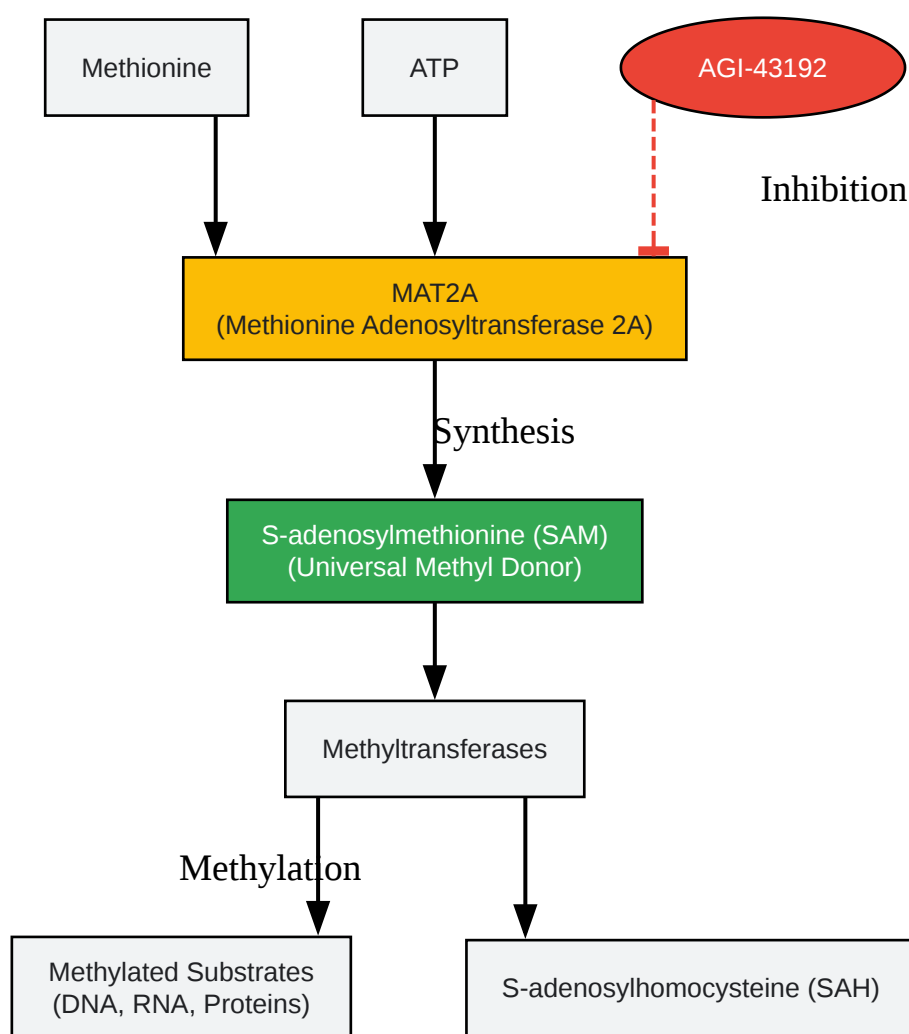 Methionine
ATP
AGI-43192
Inhibition
MAT2A
(Methionine Adenosyltransferase 2A)
Synthesis
S-adenosylmethionine (SAM)
(Universal Methyl Donor)
Methyltransferases
Methylation
Methylated Substrates
(DNA, RNA, Proteins)
S-adenosylhomocysteine (SAH)